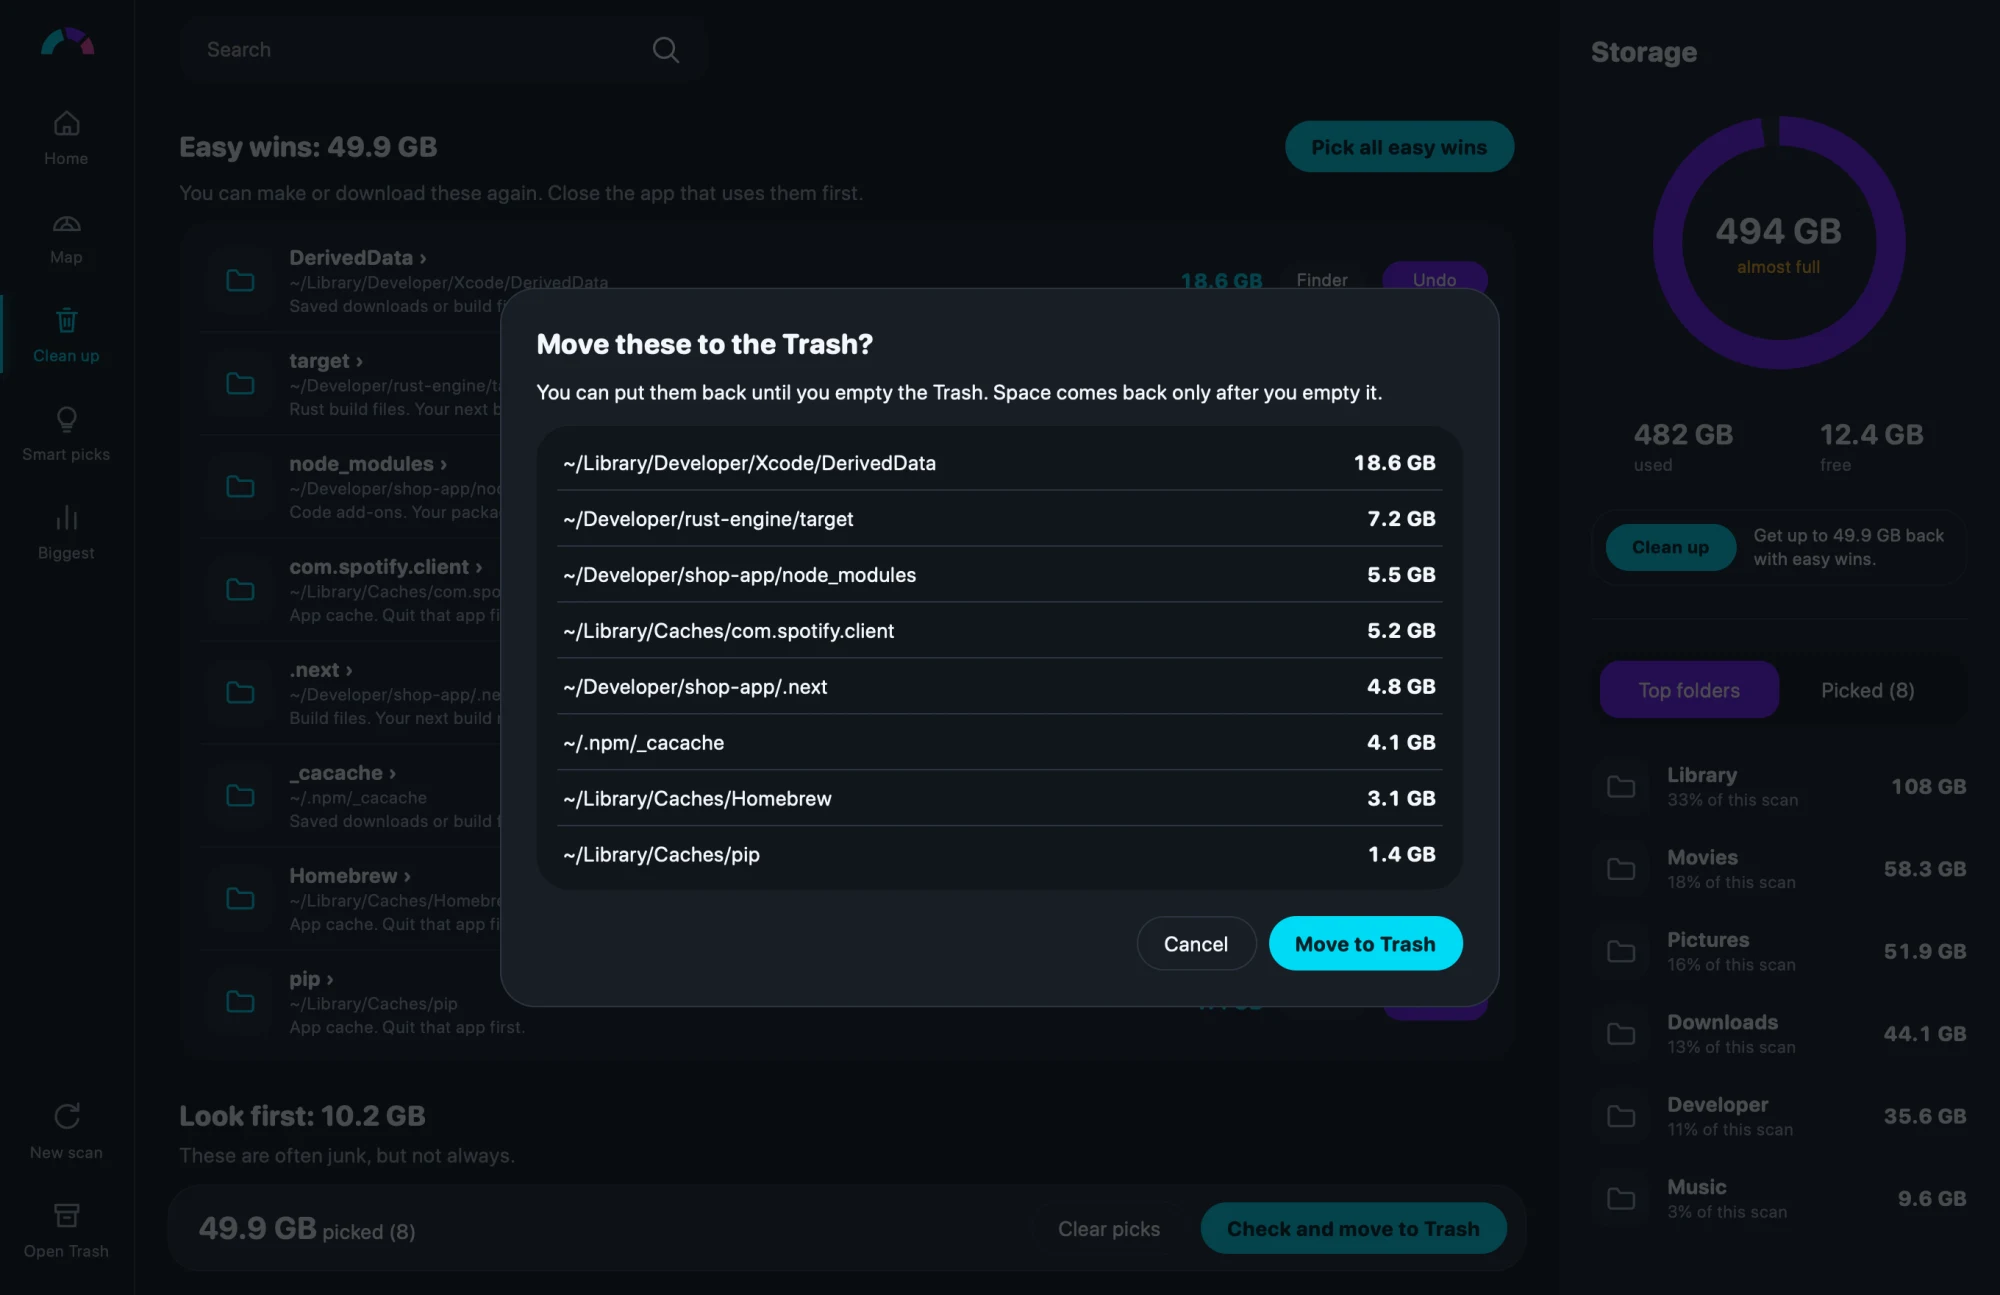 Search
Storage
Home
Map
Clean up
Smart picks
Biggest
New scan
Open Trash
Easy wins: 49.9 GB
Pick all easy wins
You can make or download these again. Close the app that uses them first.
DerivedData ›
~/Library/Developer/Xcode/DerivedData
Saved downloads or build f
18.6 GB
Finder
Undo
target ›
~/Developer/rust-engine/ta
Rust build files. Your next b
node_modules ›
~/Developer/shop-app/noc
Code add-ons. Your packa
com.spotify.client ›
~/Library/Caches/com.spo
App cache. Quit that app fi
.next ›
~/Developer/shop-app/.ne
Build files. Your next build
_cacache ›
~/.npm/_cacache
Saved downloads or build f
Homebrew ›
~/Library/Caches/Homebre
App cache. Quit that app fi
pip ›
~/Library/Caches/pip
App cache. Quit that app first.
Move these to the Trash?
You can put them back until you empty the Trash. Space comes back only after you empty it.
~/Library/Developer/Xcode/DerivedData 18.6 GB
~/Developer/rust-engine/target 7.2 GB
~/Developer/shop-app/node_modules 5.5 GB
~/Library/Caches/com.spotify.client 5.2 GB
~/Developer/shop-app/.next 4.8 GB
~/.npm/_cacache 4.1 GB
~/Library/Caches/Homebrew 3.1 GB
~/Library/Caches/pip 1.4 GB
Cancel
Move to Trash
Look first: 10.2 GB
These are often junk, but not always.
49.9 GB picked (8)
Clear picks
Check and move to Trash
494 GB
almost full
482 GB
used
12.4 GB
free
Clean up
Get up to 49.9 GB back
with easy wins.
Top folders
Picked (8)
Library
33% of this scan
108 GB
Movies
18% of this scan
58.3 GB
Pictures
16% of this scan
51.9 GB
Downloads
13% of this scan
44.1 GB
Developer
11% of this scan
35.6 GB
Music
3% of this scan
9.6 GB